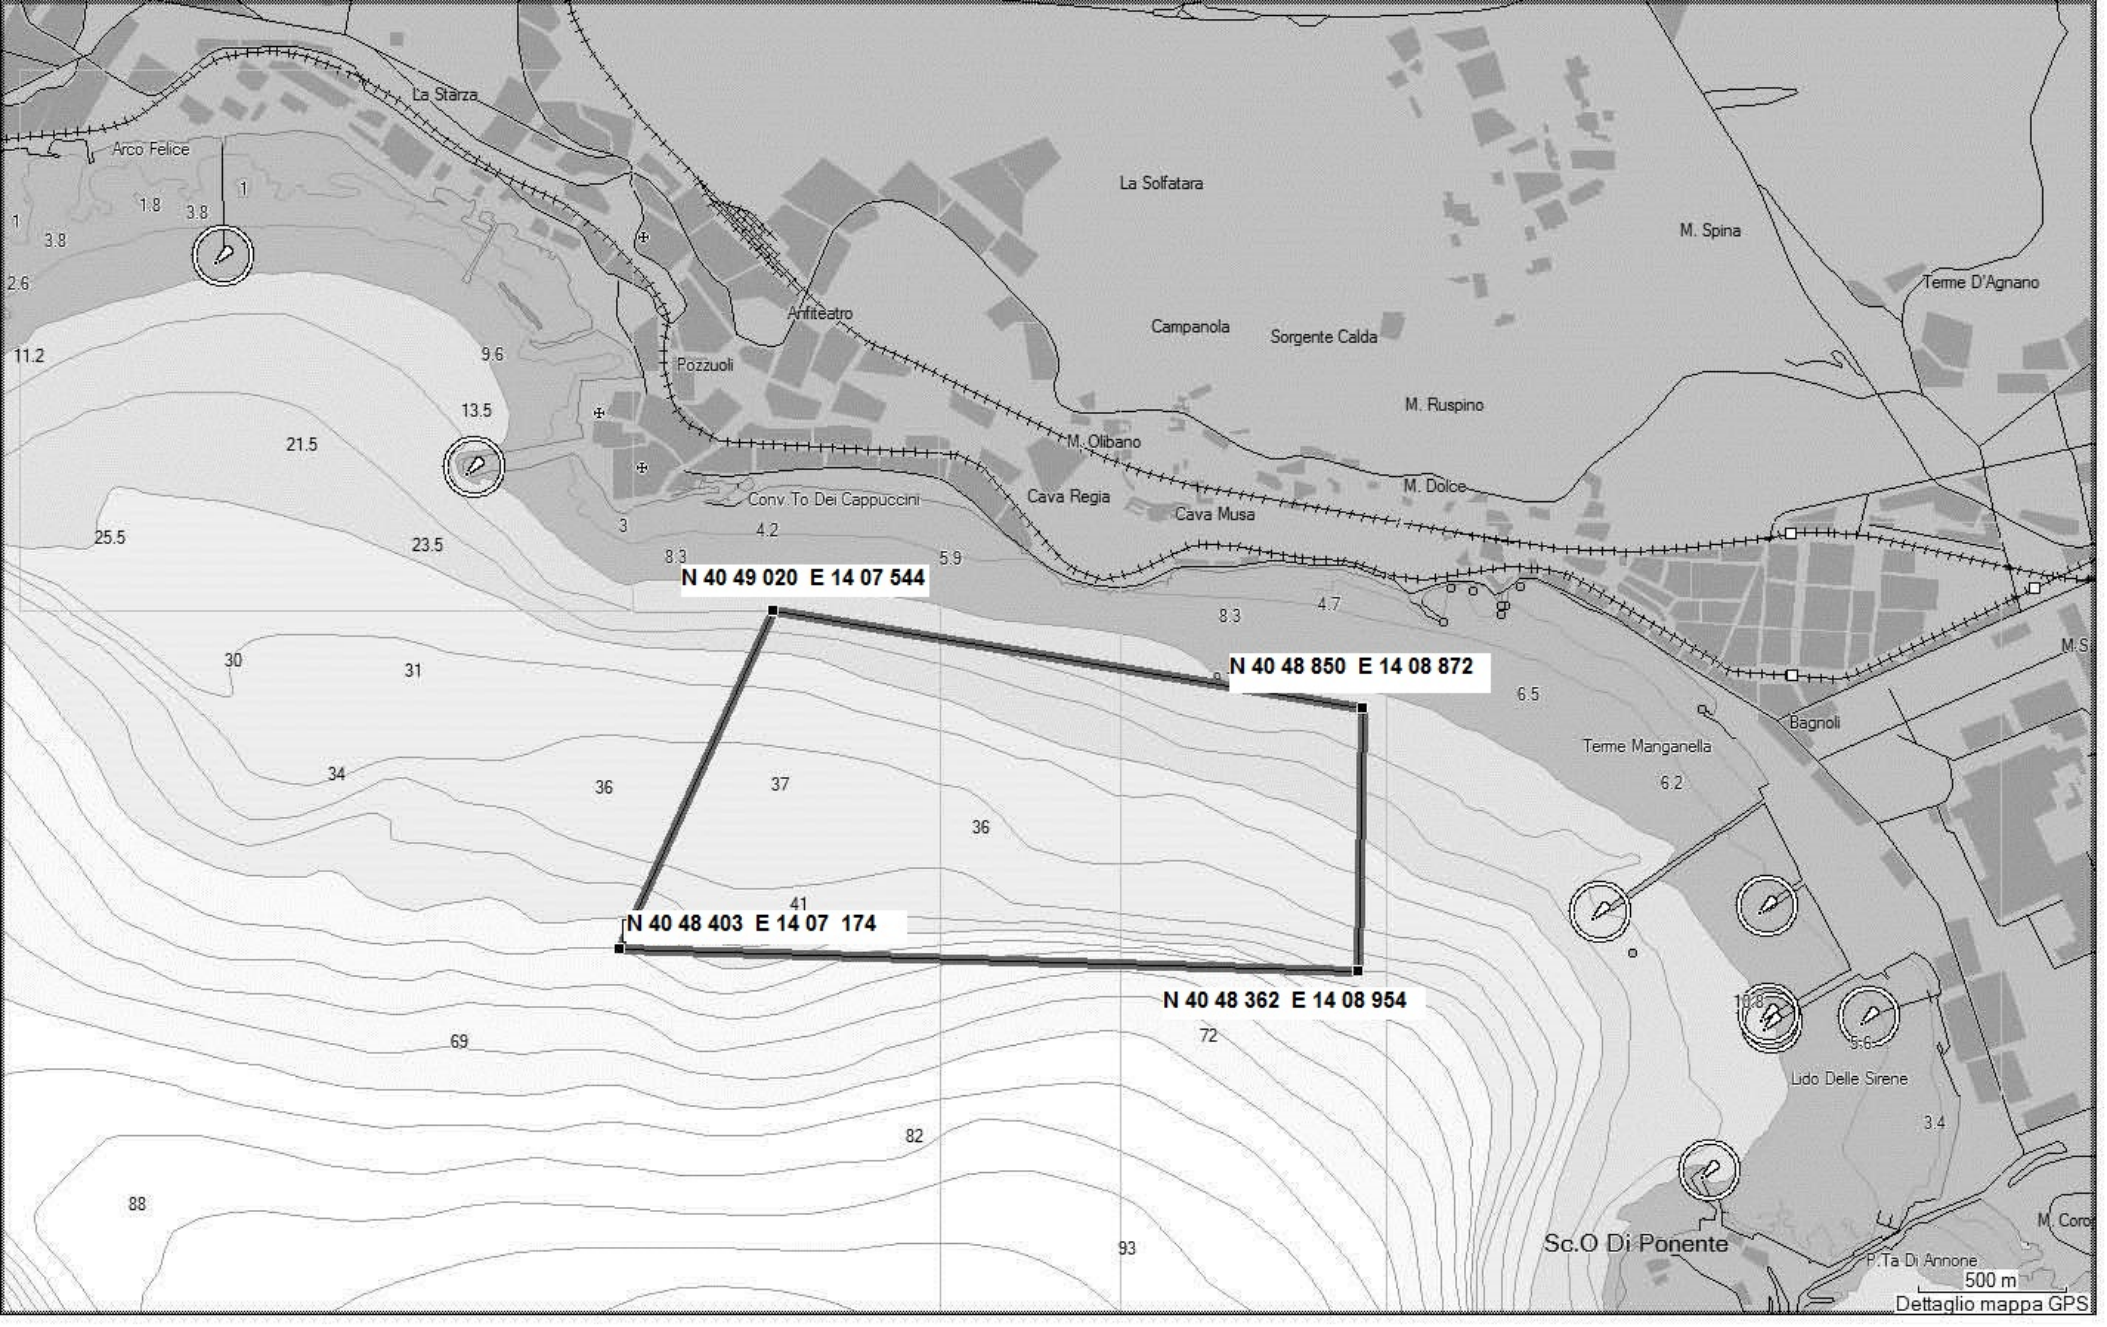 La Starza
Arco Felice
La Solfatara
1
1.8
3.8
1
M. Spina
3.8
2.6
Terme D'Agnano
Anfiteatro
Campanola
Sorgente Calda
11.2
9.6
Pozzuoli
13.5
M. Ruspino
21.5
M. Olibano
M. Dolce
Cava Regia
Conv.To Dei Cappuccini
Cava Musa
3
4.2
25.5
23.5
8.3
5.9
N 40 49 020 E 14 07 544
4.7
8.3
M.S
30
31
N 40 48 850 E 14 08 872
6.5
Bagnoli
Terme Manganella
34
36
37
6.2
36
41
N 40 48 403 E 14 07 174
N 40 48 362 E 14 08 954
10.8
72
69
5.6
Lido Delle Sirene
3.4
82
88
M. Coro
93
Sc.O Di Ponente
P.Ta Di Annone
500 m
Dettaglio mappa GPS